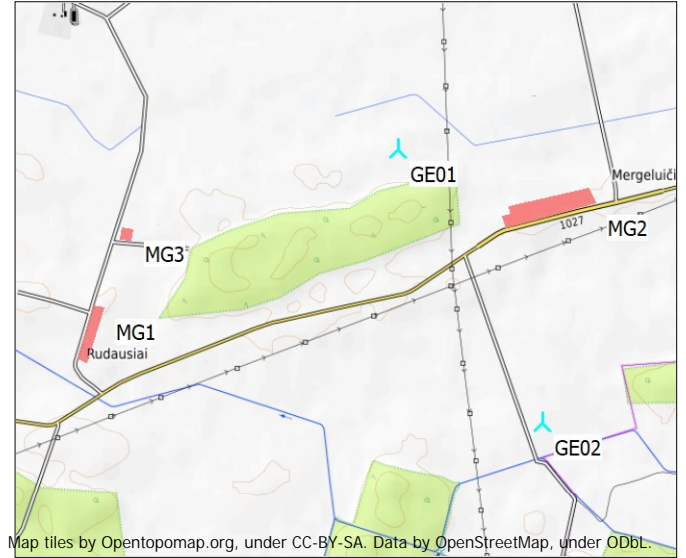 GE01
Mergeluiči
1027
MG2
MG3
MG1
Rudausiai
GE02
Map tiles by Opentopomap.org, under CC-BY-SA. Data by OpenStreetMap, under ODbL.